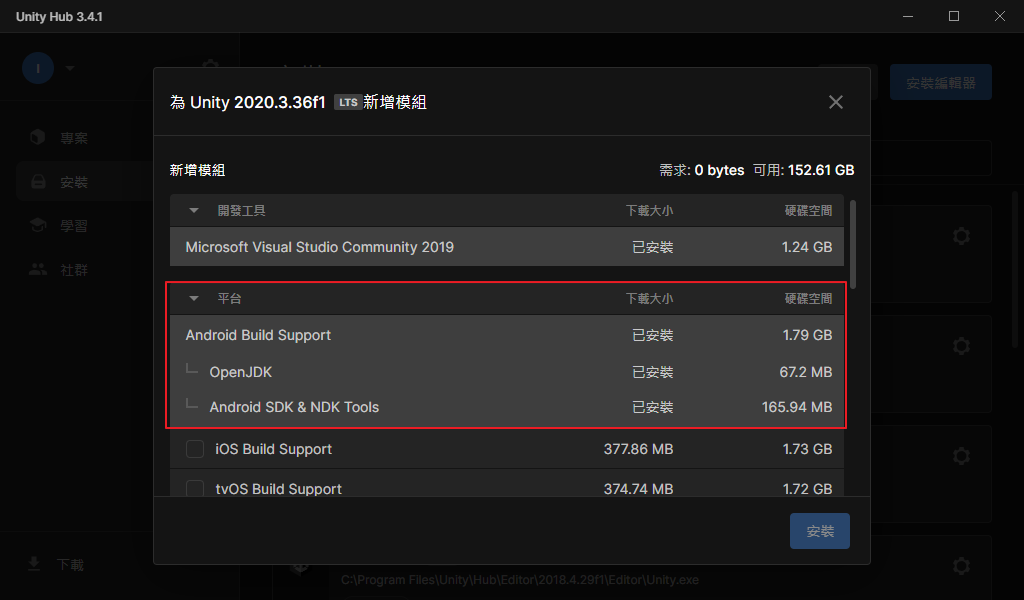 Unity Hub 3.4.1
I
安裝編輯器
專案
安裝
學習
社群
下載
為 Unity 2020.3.36f1 LTS 新增模組
新增模組 需求: 0 bytes 可用: 152.61 GB
開發工具 下載大小 硬碟空間
Microsoft Visual Studio Community 2019 已安裝 1.24 GB
平台 下載大小 硬碟空間
Android Build Support 已安裝 1.79 GB
OpenJDK 已安裝 67.2 MB
Android SDK & NDK Tools 已安裝 165.94 MB
iOS Build Support 377.86 MB 1.73 GB
tvOS Build Support 374.74 MB 1.72 GB
安裝
C:\Program Files\Unity\Hub\Editor\2018.4.29f1\Editor\Unity.exe